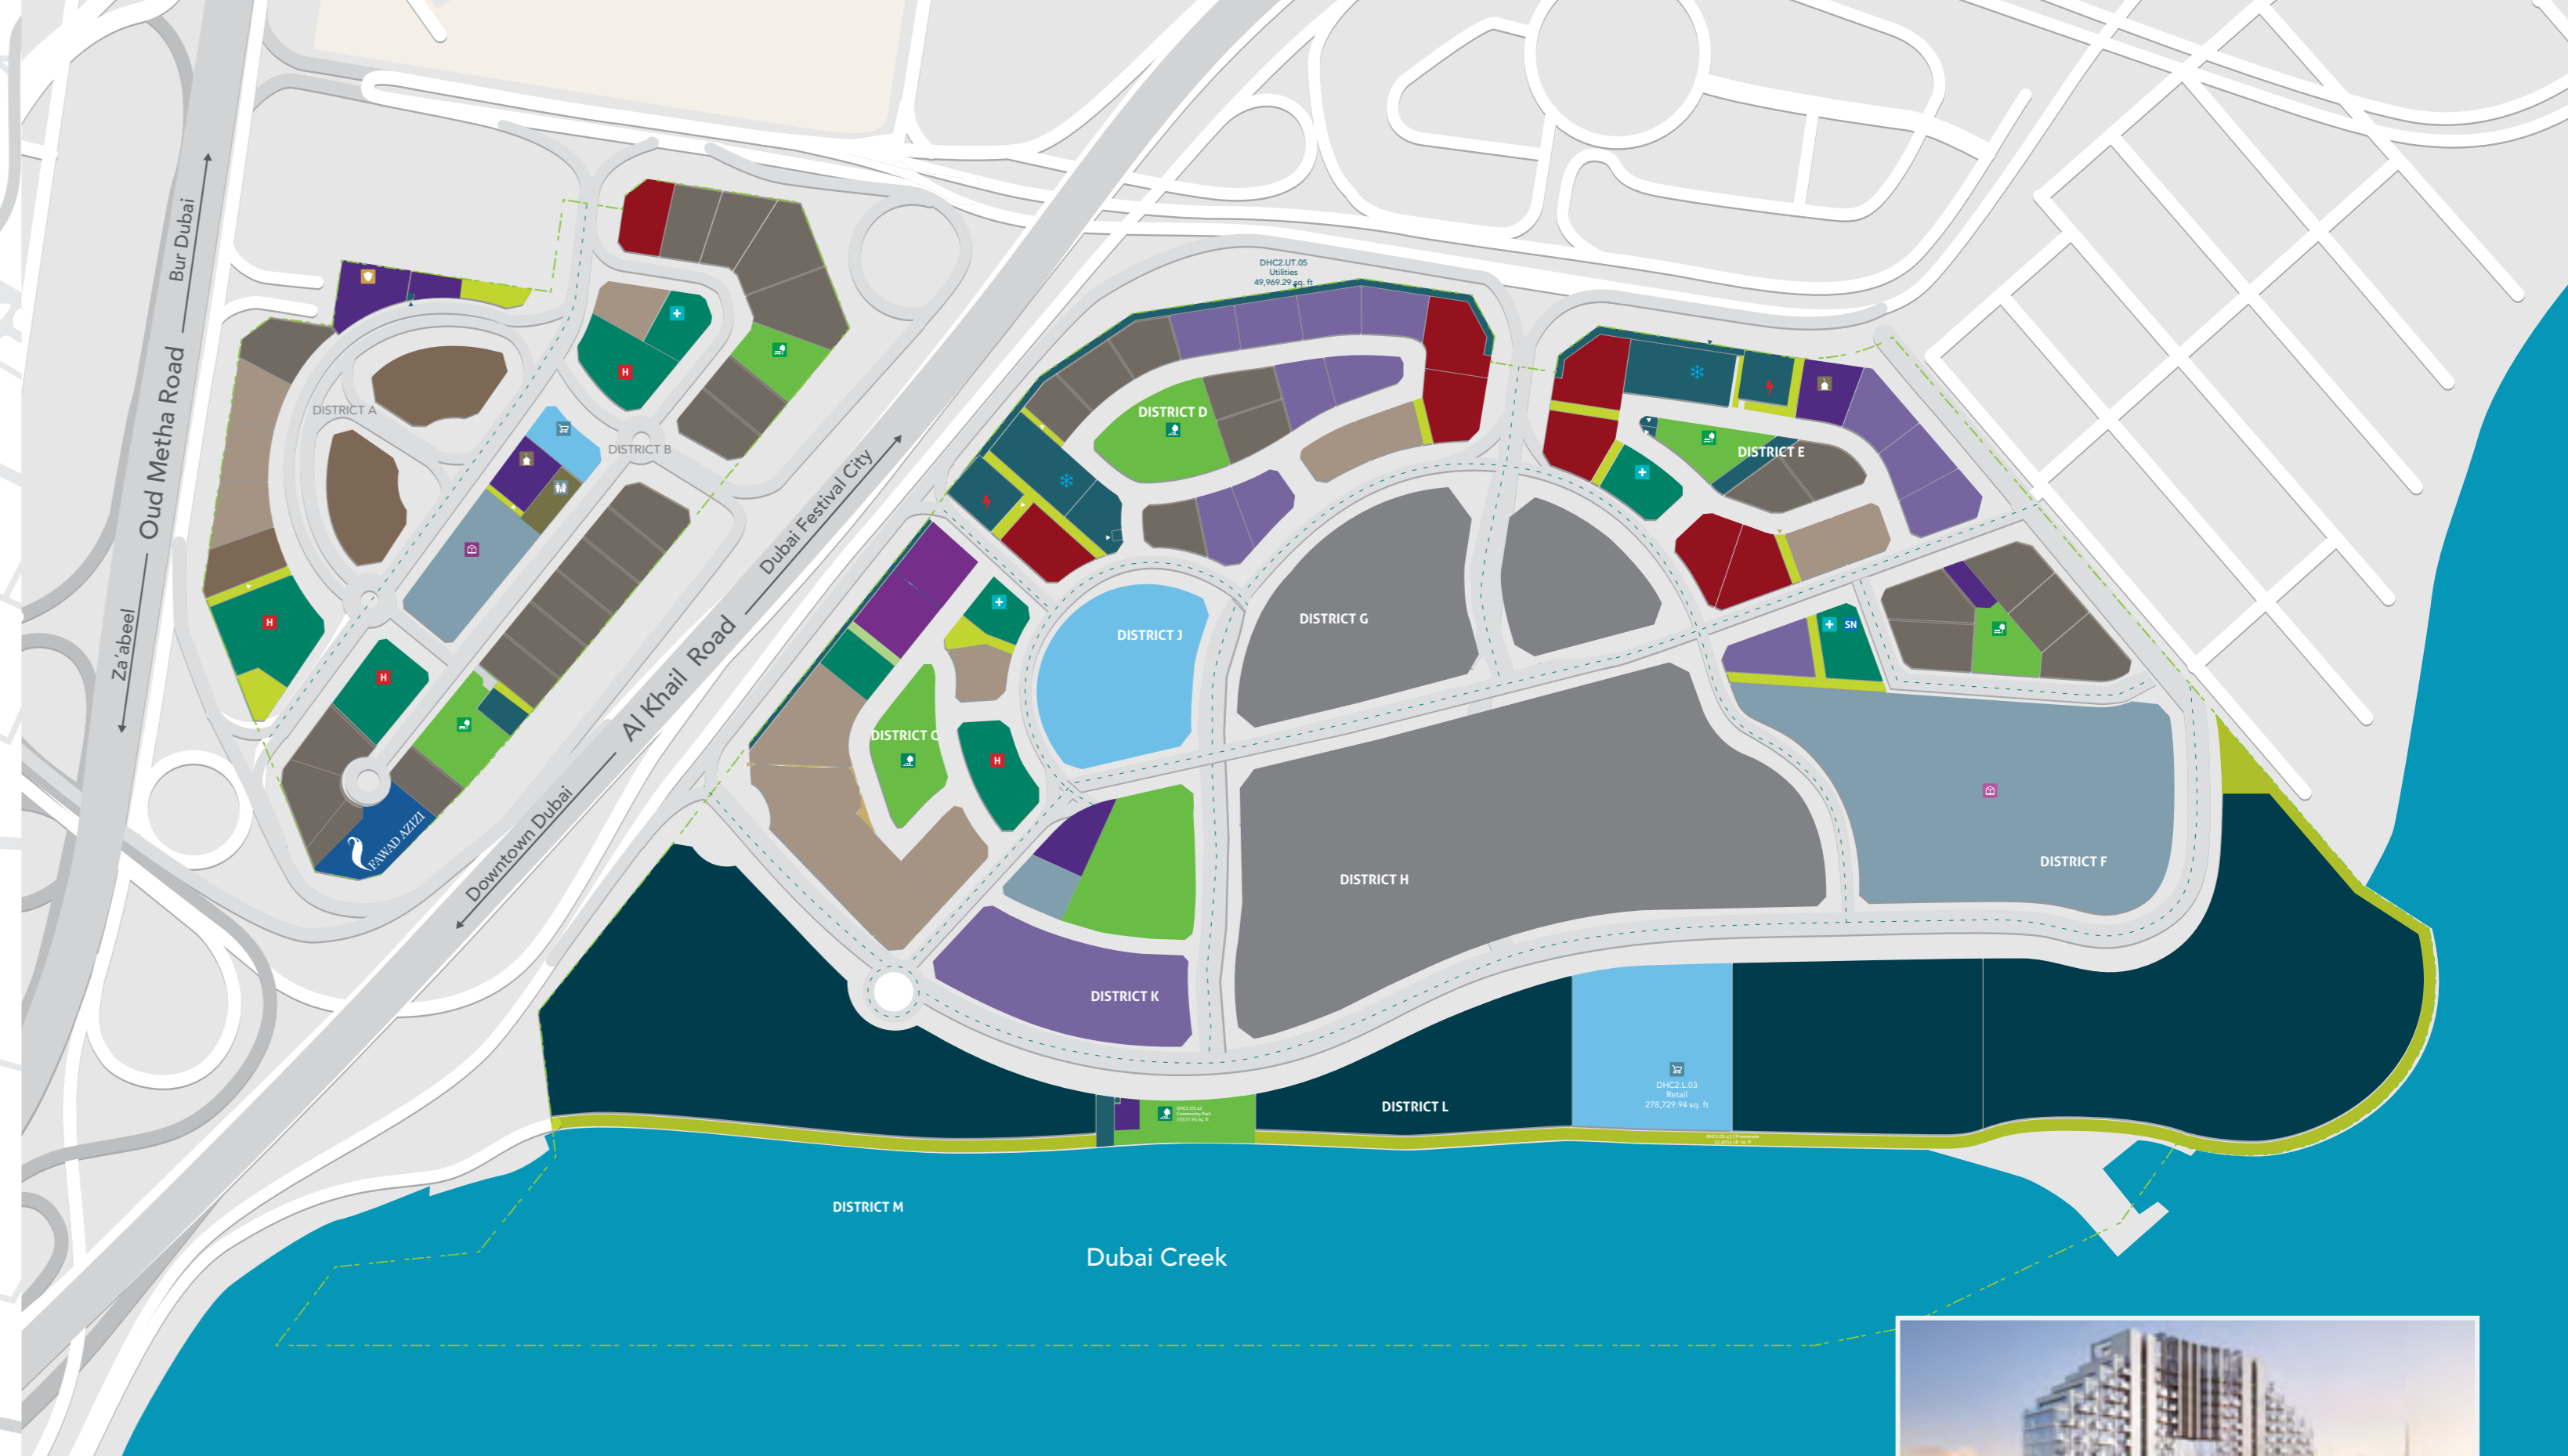 Bur Dubai
Oud Metha Road
Za'abeel
DISTRICT A
DISTRICT B
H
H
H
FAWAD AZIZI
Dubai Festival City
Al Khail Road
Downtown Dubai
DHC2.UT.05
Utilities
49,969.29 sq. ft
DISTRICT D
DISTRICT E
SN
DISTRICT J
DISTRICT G
DISTRICT C
H
DISTRICT H
DISTRICT F
DISTRICT K
DISTRICT L
DHC2.L.03
Retail
278,729.94 sq. ft
Community Park
DISTRICT M
Dubai Creek